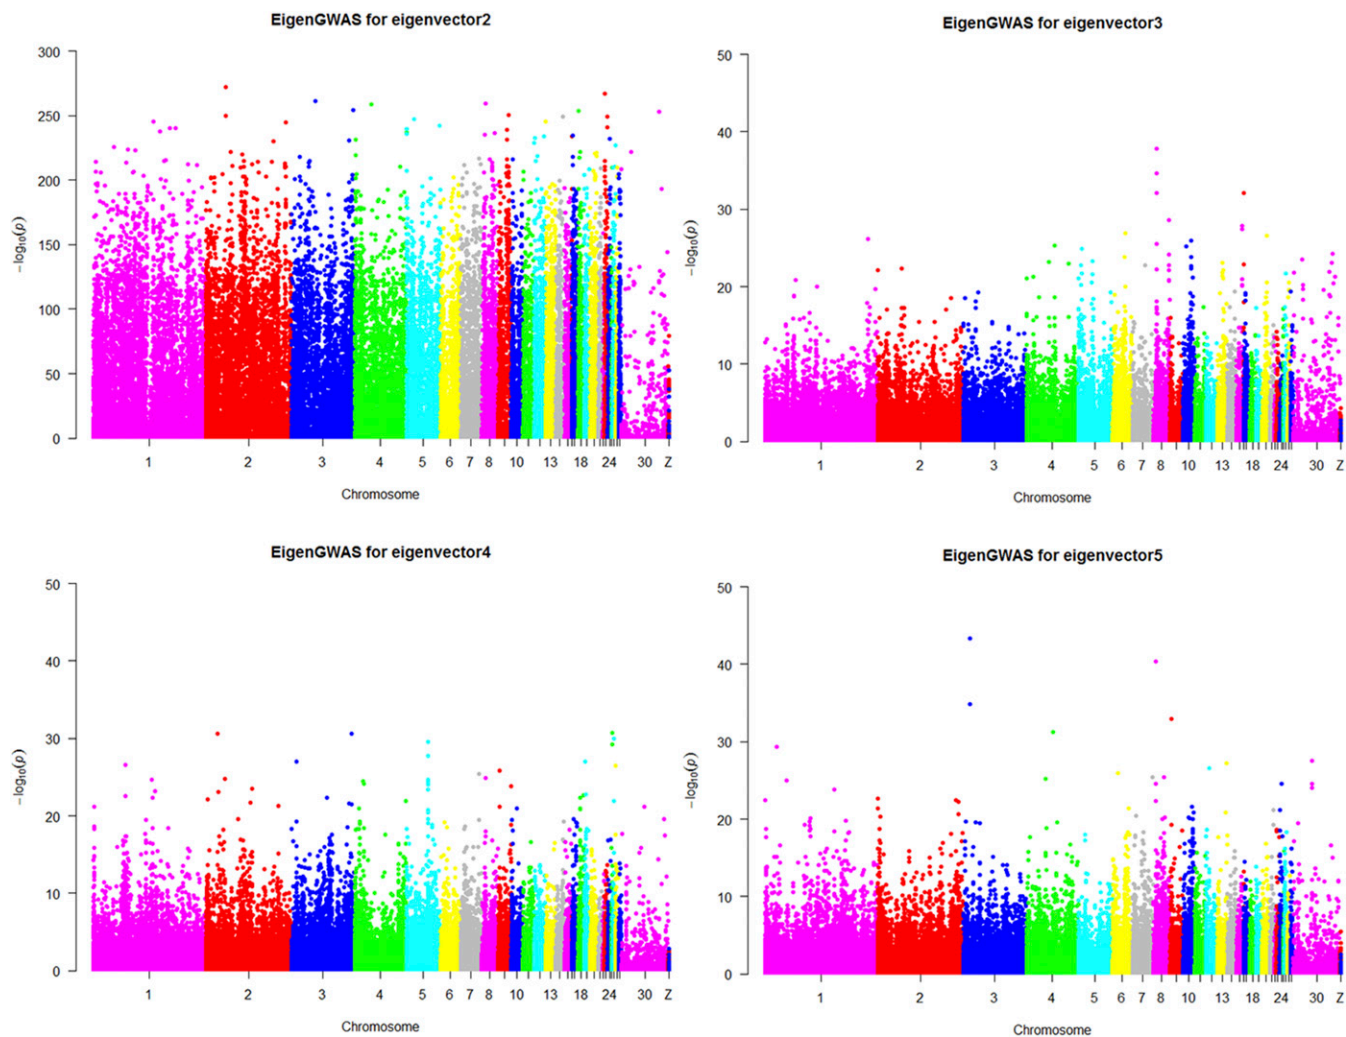 EigenGWAS for eigenvector2
300
250
200
150
100
50
0
−log10(p)
1 2 3 4 5 6 7 8 10 13 18 24 30 Z
Chromosome
EigenGWAS for eigenvector3
50
40
30
20
10
0
−log10(p)
1 2 3 4 5 6 7 8 10 13 18 24 30 Z
Chromosome
EigenGWAS for eigenvector4
50
40
30
20
10
0
−log10(p)
1 2 3 4 5 6 7 8 10 13 18 24 30 Z
Chromosome
EigenGWAS for eigenvector5
50
40
30
20
10
0
−log10(p)
1 2 3 4 5 6 7 8 10 13 18 24 30 Z
Chromosome